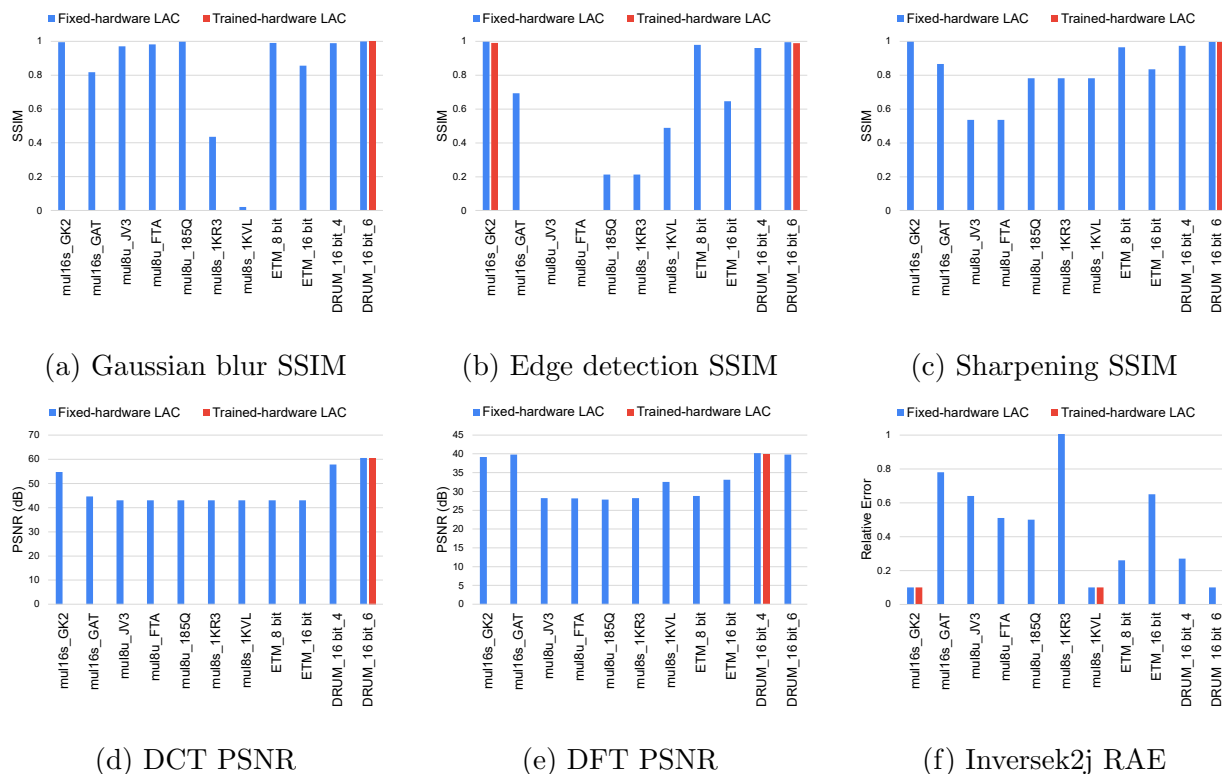 Fixed-hardware LAC Trained-hardware LAC
SSIM
1
0.8
0.6
0.4
0.2
0
mul16s_GK2
mul16s_GAT
mul8u_JV3
mul8u_FTA
mul8u_185Q
mul8s_1KR3
mul8s_1KVL
ETM_8 bit
ETM_16 bit
DRUM_16 bit_4
DRUM_16 bit_6
(a) Gaussian blur SSIM
Fixed-hardware LAC Trained-hardware LAC
SSIM
1
0.8
0.6
0.4
0.2
0
mul16s_GK2
mul16s_GAT
mul8u_JV3
mul8u_FTA
mul8u_185Q
mul8s_1KR3
mul8s_1KVL
ETM_8 bit
ETM_16 bit
DRUM_16 bit_4
DRUM_16 bit_6
(b) Edge detection SSIM
Fixed-hardware LAC Trained-hardware LAC
SSIM
1
0.8
0.6
0.4
0.2
0
mul16s_GK2
mul16s_GAT
mul8u_JV3
mul8u_FTA
mul8u_185Q
mul8s_1KR3
mul8s_1KVL
ETM_8 bit
ETM_16 bit
DRUM_16 bit_4
DRUM_16 bit_6
(c) Sharpening SSIM
Fixed-hardware LAC Trained-hardware LAC
PSNR (dB)
70
60
50
40
30
20
10
0
mul16s_GK2
mul16s_GAT
mul8u_JV3
mul8u_FTA
mul8u_185Q
mul8s_1KR3
mul8s_1KVL
ETM_8 bit
ETM_16 bit
DRUM_16 bit_4
DRUM_16 bit_6
(d) DCT PSNR
Fixed-hardware LAC Trained-hardware LAC
PSNR (dB)
45
40
35
30
25
20
15
10
5
0
mul16s_GK2
mul16s_GAT
mul8u_JV3
mul8u_FTA
mul8u_185Q
mul8s_1KR3
mul8s_1KVL
ETM_8 bit
ETM_16 bit
DRUM_16 bit_4
DRUM_16 bit_6
(e) DFT PSNR
Fixed-hardware LAC Trained-hardware LAC
Relative Error
1
0.8
0.6
0.4
0.2
0
mul16s_GK2
mul16s_GAT
mul8u_JV3
mul8u_FTA
mul8u_185Q
mul8s_1KR3
mul8s_1KVL
ETM_8 bit
ETM_16 bit
DRUM_16 bit_4
DRUM_16 bit_6
(f) Inversek2j RAE